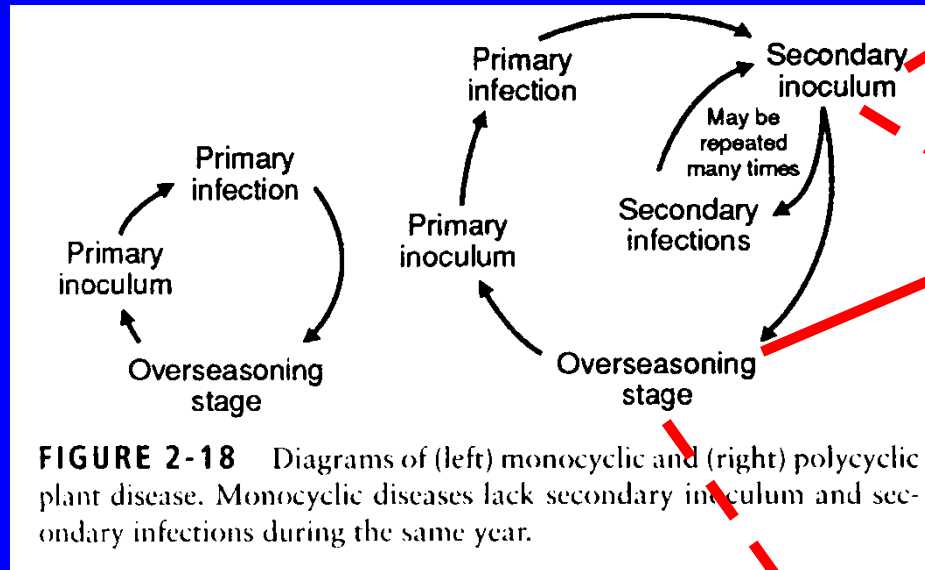 Primary
infection
Primary
inoculum
Overseasoning
stage
Primary
infection
Secondary
inoculum
May be
repeated
many times
Secondary
infections
Primary
inoculum
Overseasoning
stage
FIGURE 2-18 Diagrams of (left) monocyclic and (right) polycyclic
plant disease. Monocyclic diseases lack secondary inoculum and sec-
ondary infections during the same year.